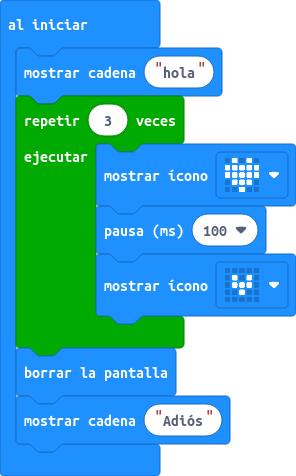 al iniciar
mostrar cadena "hola"
repetir 3 veces
ejecutar
mostrar ícono
pausa (ms) 100
mostrar ícono
borrar la pantalla
mostrar cadena "Adiós"